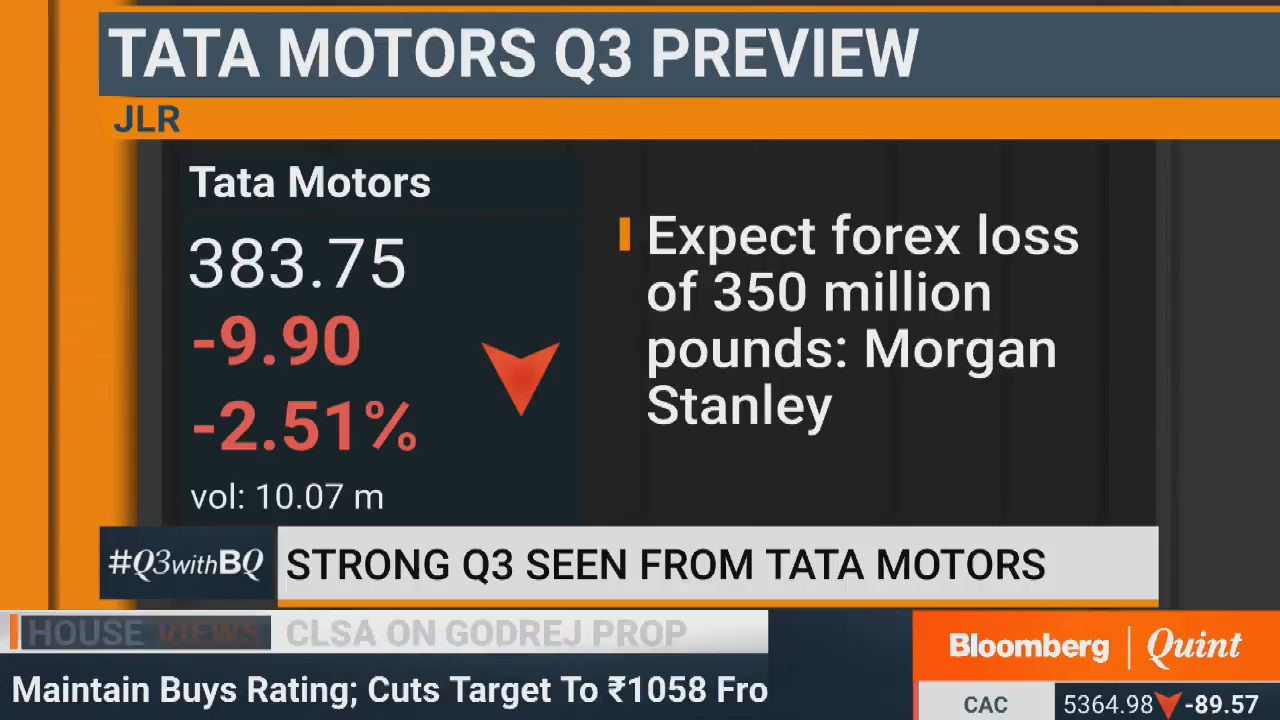 TATA MOTORS Q3 PREVIEW
JLR
Tata Motors
383.75
-9.90
-2.51%
vol: 10.07 m
Expect forex loss
of 350 million
pounds: Morgan
Stanley
#Q3withBQ
STRONG Q3 SEEN FROM TATA MOTORS
HOUSE VIEWS
CLSA ON GODREJ PROP
Maintain Buys Rating; Cuts Target To ₹1058 Fro
Bloomberg | Quint
CAC
5364.98 -89.57